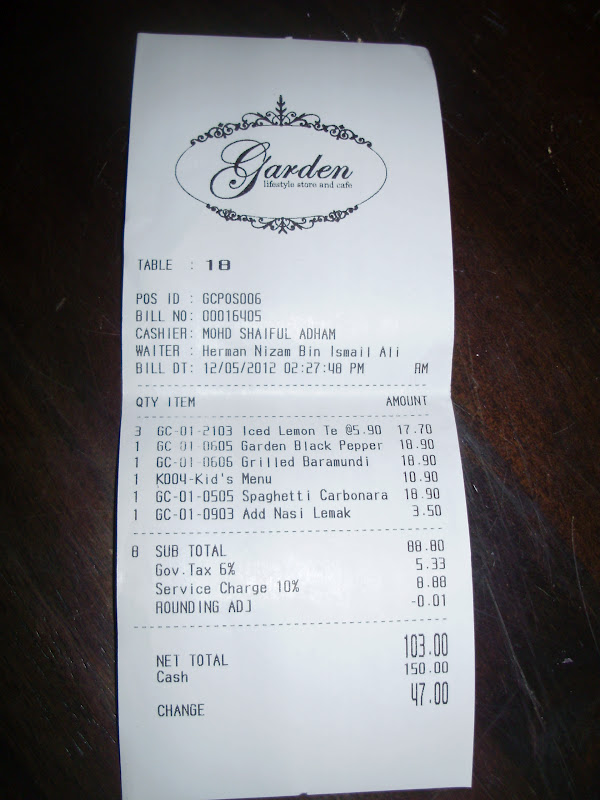 Garden
lifestyle store and cafe
TABLE : 18
POS ID : GCPOS006
BILL NO: 00016405
CASHIER: MOHD SHAIFUL ADHAM
WAITER : Herman Nizam Bin Ismail Ali
BILL DT: 12/05/2012 02:27:48 PM RM
QTY ITEM AMOUNT
3 GC-01-2103 Iced Lemon Te @5.90 17.70
1 GC-01-0605 Garden Black Pepper 18.90
1 GC-01-0606 Grilled Baramundi 18.90
1 K004-Kid's Menu 10.90
1 GC-01-0505 Spaghetti Carbonara 18.90
1 GC-01-0903 Add Nasi Lemak 3.50
8 SUB TOTAL 88.80
Gov.Tax 6% 5.33
Service Charge 10% 8.88
ROUNDING ADJ -0.01
NET TOTAL 103.00
Cash 150.00
CHANGE 47.00